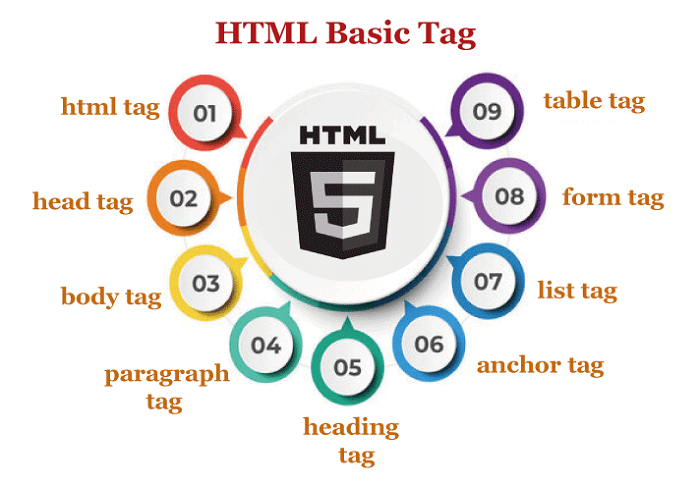 HTML Basic Tag
HTML
5
01
html tag
02
head tag
03
body tag
04
paragraph
tag
05
heading
tag
06
anchor tag
07
list tag
08
form tag
09
table tag